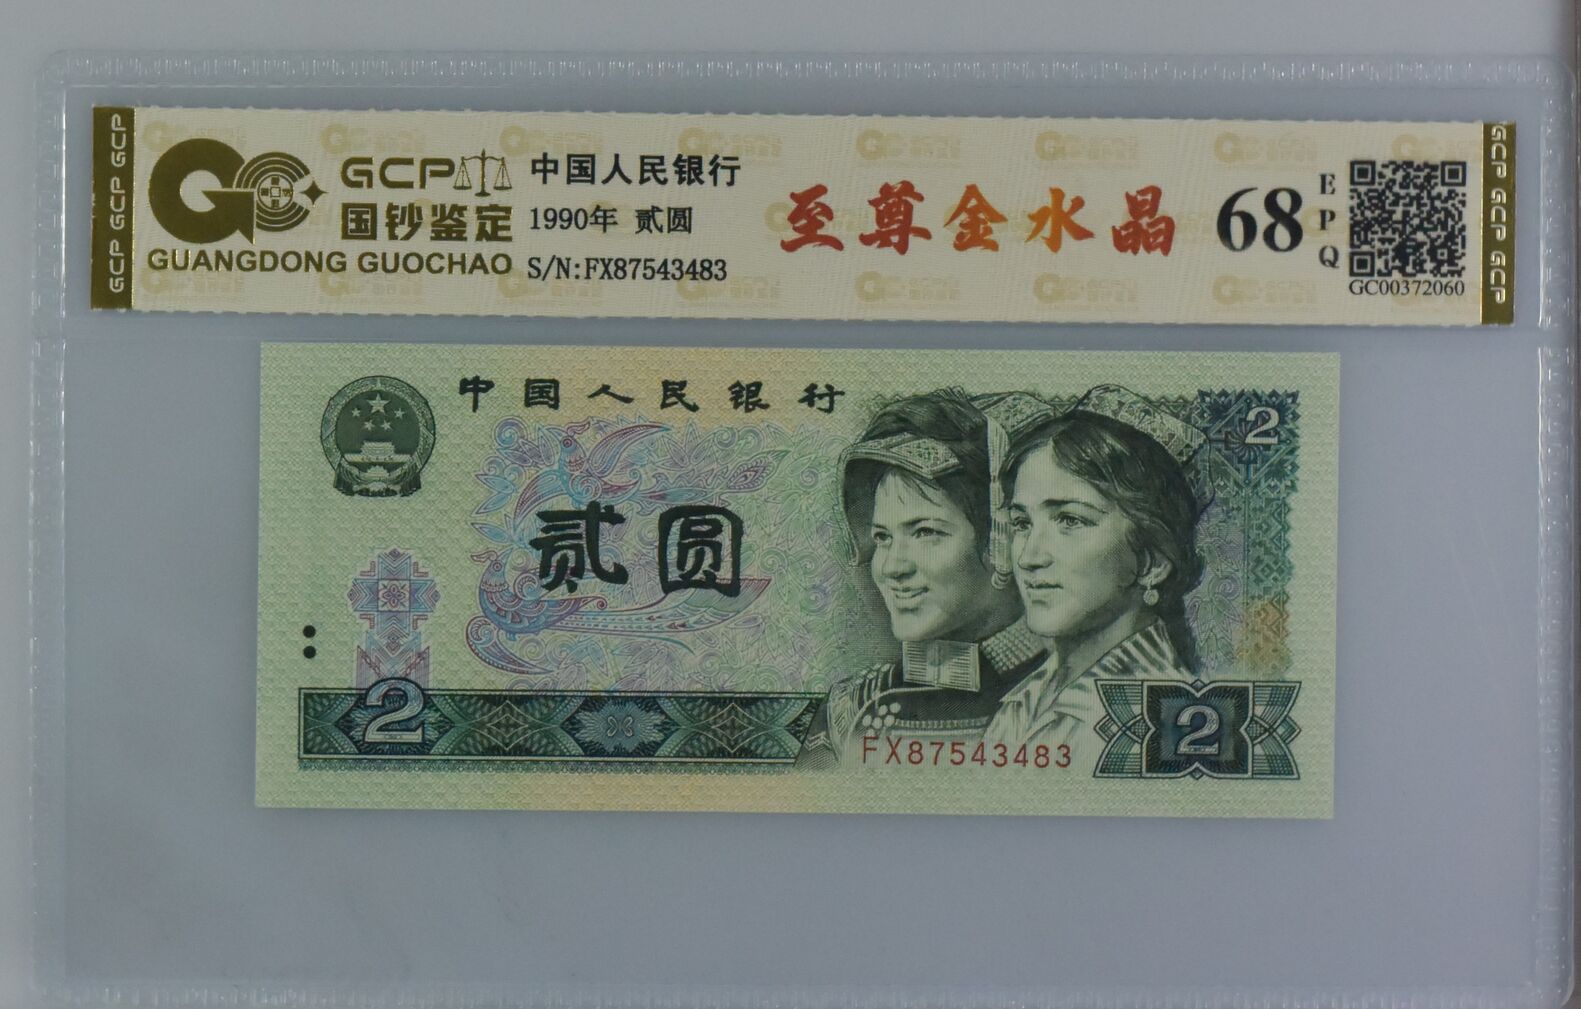 GCP GCP GCP
GCP
国钞鉴定
GUANGDONG GUOCHAO
中国人民银行
1990年 贰圆
S/N:FX87543483
至尊金水晶
68
EPQ
GC00372060
GCP GCP GCP
中国人民银行
2
贰圆
2
FX87543483
2